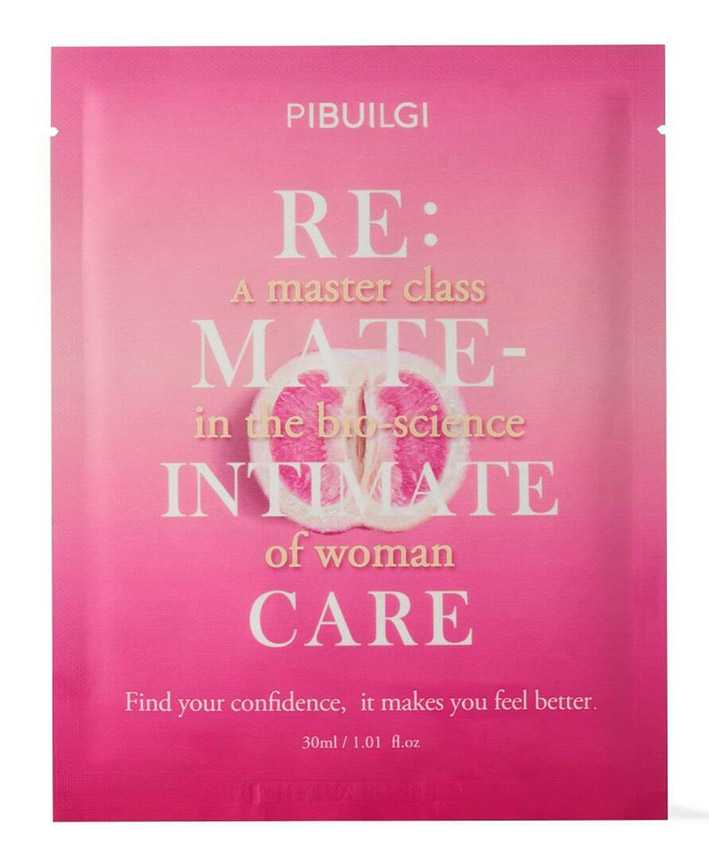 PIBUILGI
RE:
A master class
MATE-
in the bio-science
INTIMATE
of woman
CARE
Find your confidence, it makes you feel better.
30ml / 1.01 fl.oz